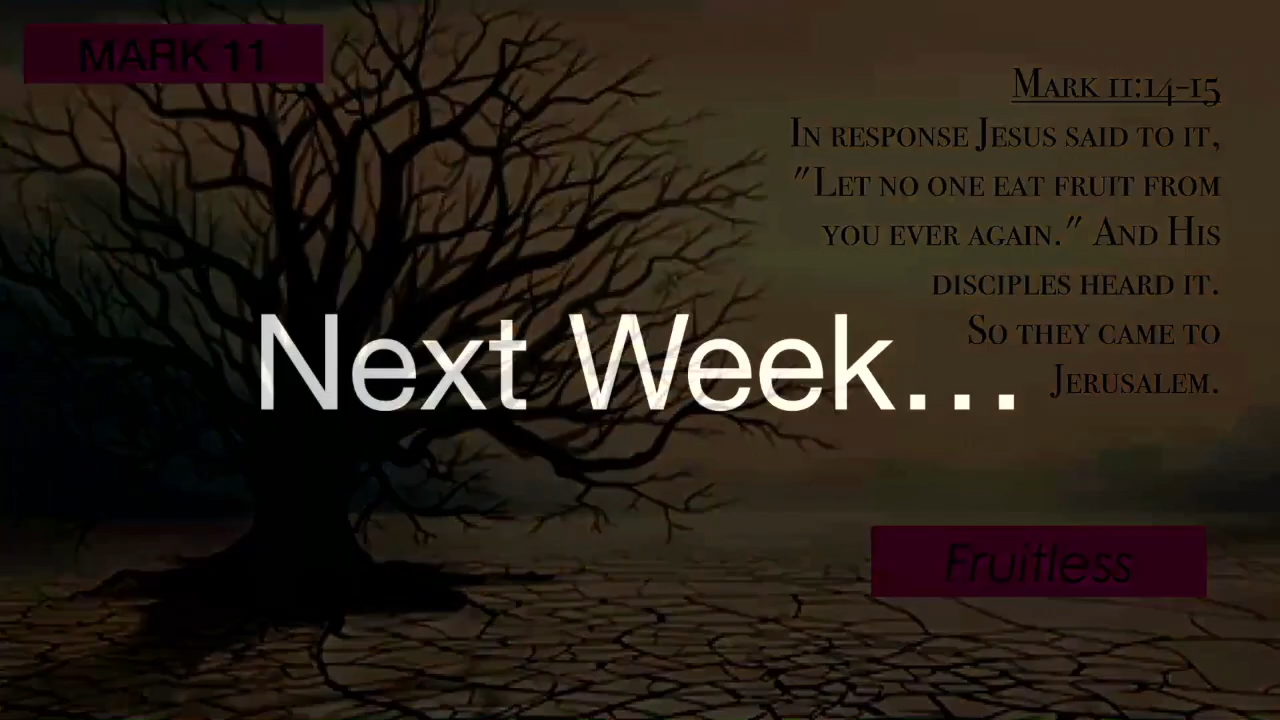 MARK 11
Mark 11:14-15
In response Jesus said to it,
"Let no one eat fruit from
you ever again." And His
disciples heard it.
So they came to
Jerusalem.
Next Week...
Fruitless